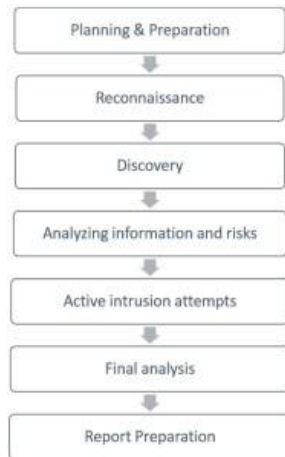 Planning & Preparation
Reconnaissance
Discovery
Analyzing information and risks
Active intrusion attempts
Final analysis
Report Preparation